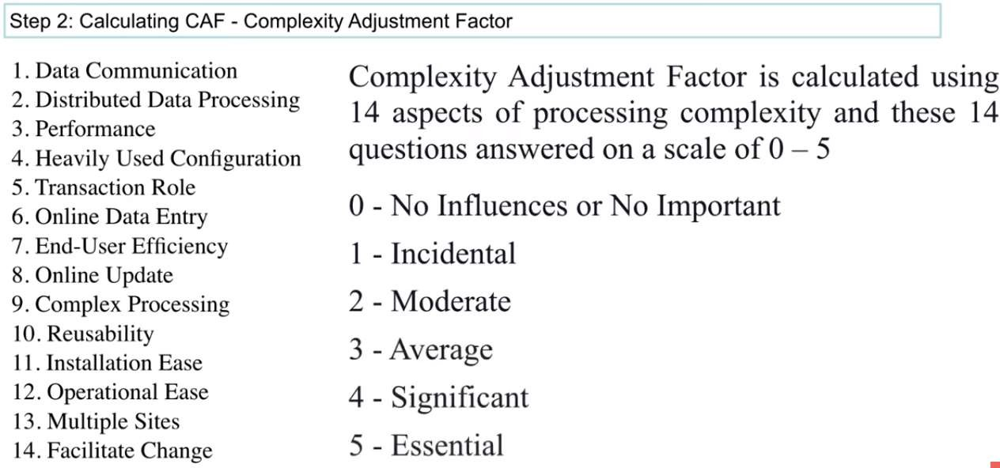 Step 2: Calculating CAF - Complexity Adjustment Factor
1. Data Communication
2. Distributed Data Processing
3. Performance
4. Heavily Used Configuration
5. Transaction Role
6. Online Data Entry
7. End-User Efficiency
8. Online Update
9. Complex Processing
10. Reusability
11. Installation Ease
12. Operational Ease
13. Multiple Sites
14. Facilitate Change
Complexity Adjustment Factor is calculated using
14 aspects of processing complexity and these 14
questions answered on a scale of 0 – 5
0 - No Influences or No Important
1 - Incidental
2 - Moderate
3 - Average
4 - Significant
5 - Essential